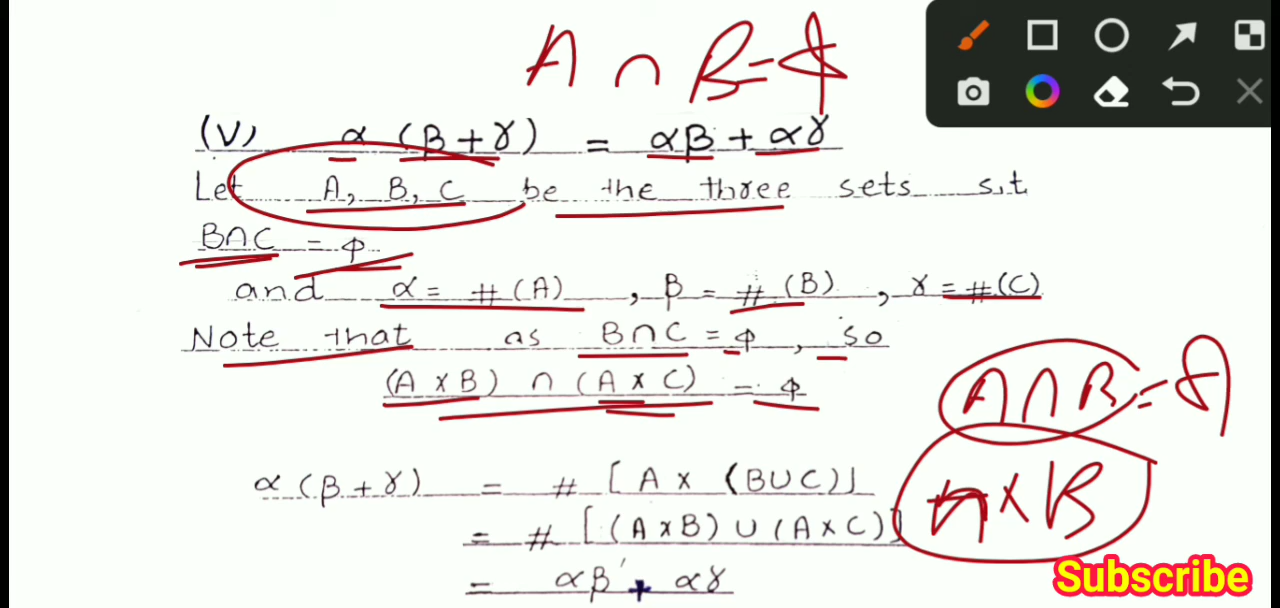 A ∩ B = ϕ
(V) α (β + γ) = αβ + αγ
Let A, B, C be the three sets s.t
B∩C = ϕ
and α = #(A) , β = #(B) , γ = #(C)
Note that as B∩C = ϕ , so
(A × B) ∩ (A × C) = ϕ
A ∩ B = ϕ
α (β + γ) = # [A × (B∪C)]
× B
= # [(A × B) ∪ (A × C)]
= αβ + αγ
Subscribe